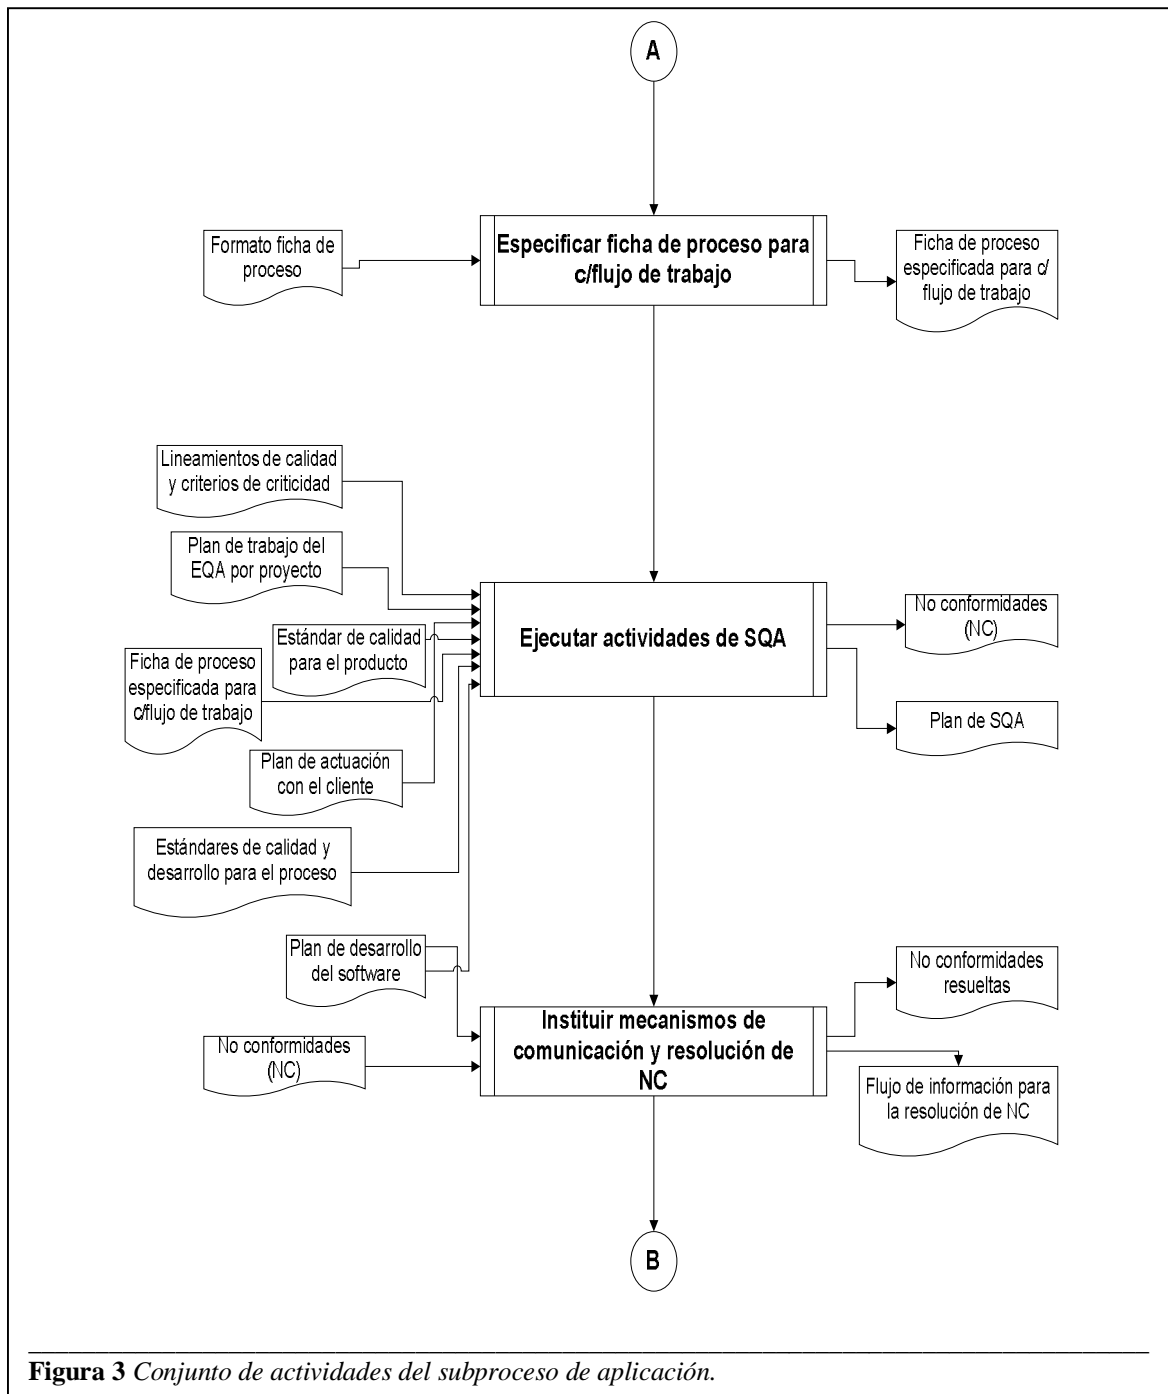 A
Formato ficha de
proceso
Especificar ficha de proceso para
c/flujo de trabajo
Ficha de proceso
especificada para c/
flujo de trabajo
Lineamientos de calidad
y criterios de criticidad
Plan de trabajo del
EQA por proyecto
Estándar de calidad
para el producto
Ficha de proceso
especificada para
c/flujo de trabajo
Plan de actuación
con el cliente
Estándares de calidad y
desarrollo para el proceso
Plan de desarrollo
del software
Ejecutar actividades de SQA
No conformidades
(NC)
Plan de SQA
No conformidades
(NC)
Instituir mecanismos de
comunicación y resolución de
NC
No conformidades
resueltas
Flujo de información para
la resolución de NC
B
Figura 3 Conjunto de actividades del subproceso de aplicación.